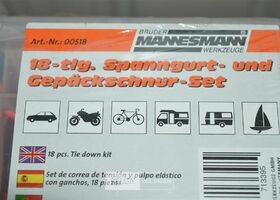 Art.-Nr.: 00518
BRÜDER
MANNESMANN
WERKZEUGE
18-tlg. Spanngurt- und
Gepäckschnur-Set
18 pcs. Tie down kit
Set de correa de tensión y pulpo elástico
con ganchos, 18 piezas
713395